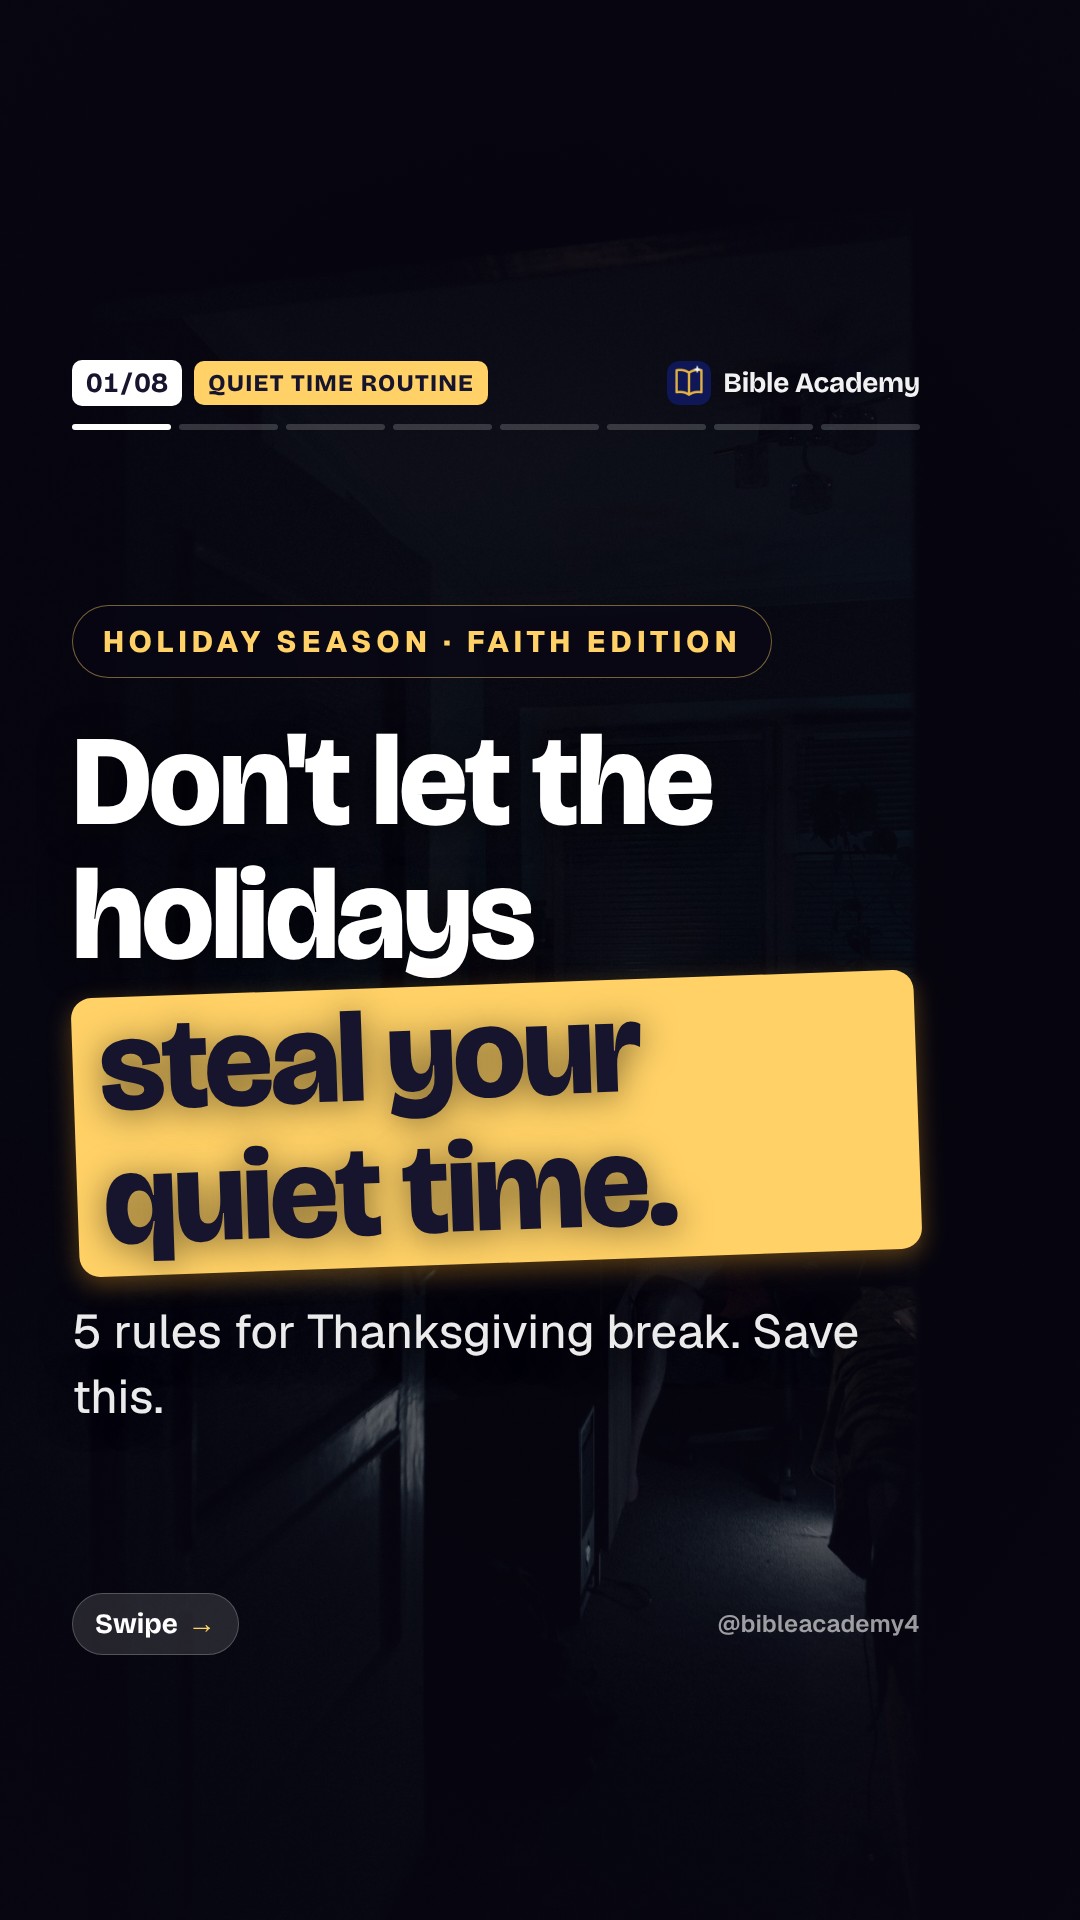 01/08 QUIET TIME ROUTINE Bible Academy
HOLIDAY SEASON · FAITH EDITION
Don't let the
holidays
steal your
quiet time.
5 rules for Thanksgiving break. Save
this.
Swipe → @bibleacademy4